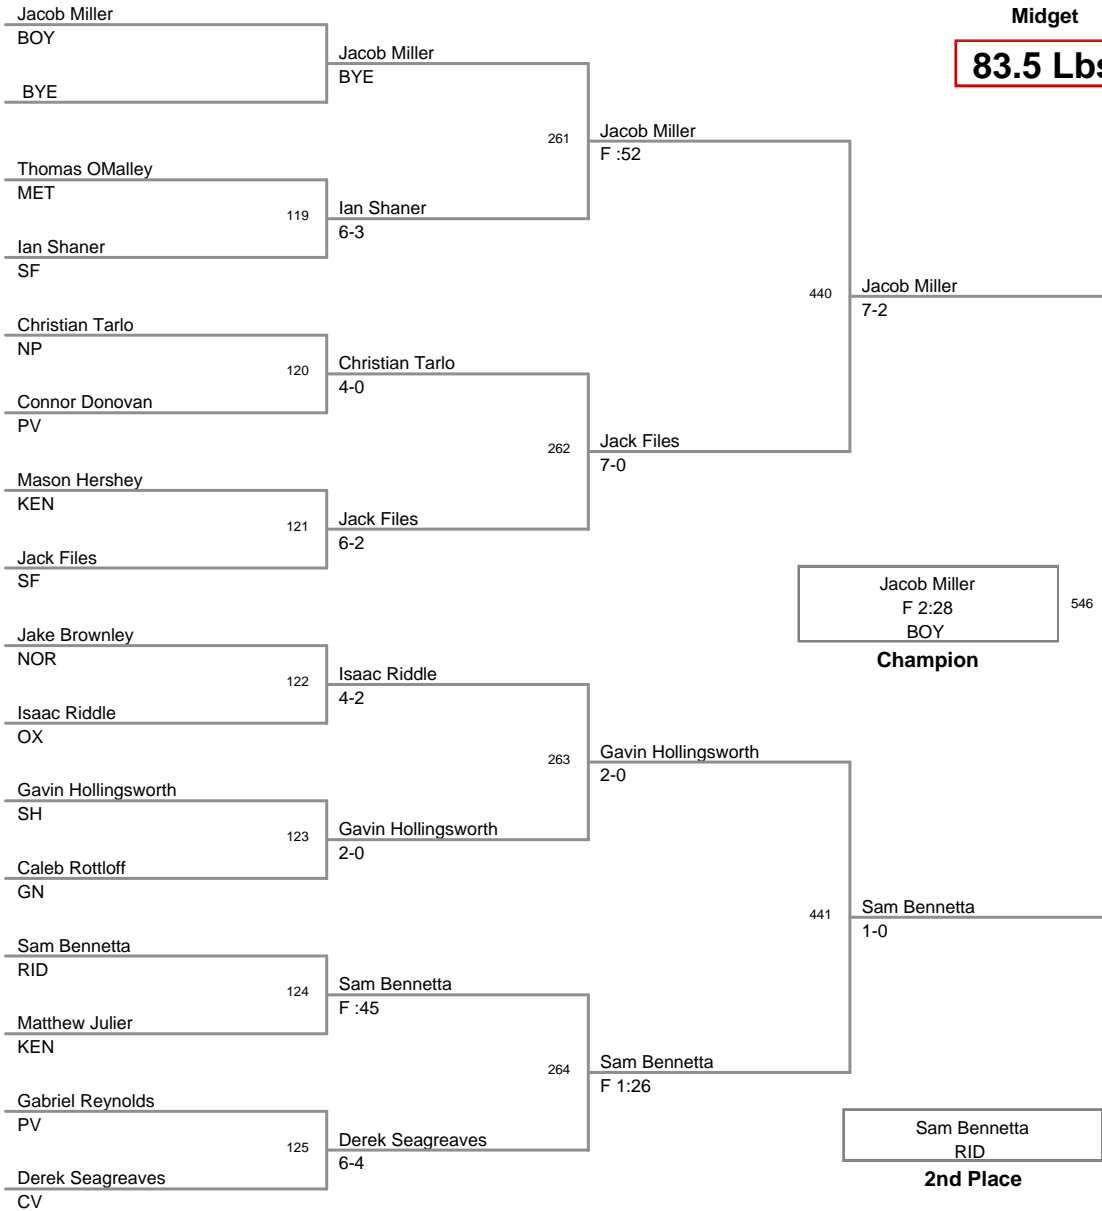 Jacob Miller
BOY
BYE
Thomas OMalley
MET
119
Ian Shaner
SF
Christian Tarlo
NP
120
Connor Donovan
PV
Mason Hershey
KEN
121
Jack Files
SF
Jake Brownley
NOR
122
Isaac Riddle
OX
Gavin Hollingsworth
SH
123
Caleb Rottloff
GN
Sam Bennetta
RID
124
Matthew Julier
KEN
Gabriel Reynolds
PV
125
Derek Seagreaves
CV
Jacob Miller
BYE
261
Ian Shaner
6-3
Christian Tarlo
4-0
262
Jack Files
6-2
Isaac Riddle
4-2
263
Gavin Hollingsworth
2-0
Sam Bennetta
F :45
264
Derek Seagreaves
6-4
Jacob Miller
F :52
440
Jack Files
7-0
Gavin Hollingsworth
2-0
441
Sam Bennetta
F 1:26
Midget
83.5 Lbs
Jacob Miller
7-2
Jacob Miller
F 2:28
BOY
546
Champion
Sam Bennetta
1-0
Sam Bennetta
RID
2nd Place